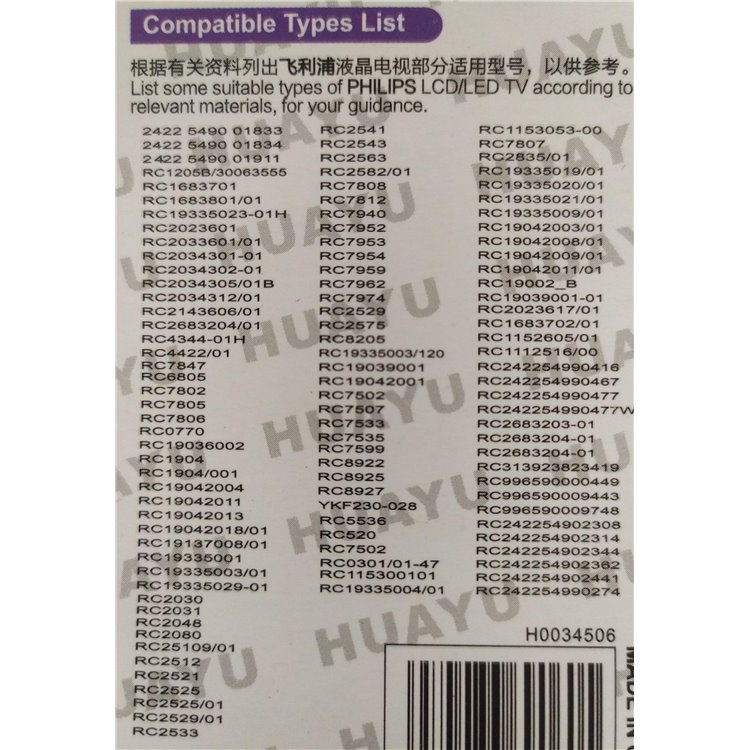 Compatible Types List
根据有关资料列出飞利浦液晶电视部分适用型号，以供参考。
List some suitable types of PHILIPS LCD/LED TV according to
relevant materials, for your guidance.
2422 5490 01833
2422 5490 01834
2422 5490 01911
RC1205B/30063555
RC1683701
RC1683801/01
RC19335023-01H
RC2023601
RC2033601/01
RC2034301-01
RC2034302-01
RC2034305/01B
RC2034312/01
RC2143606/01
RC2683204/01
RC4344-01H
RC4422/01
RC7847
RC6805
RC7802
RC7805
RC7806
RC0770
RC19036002
RC1904
RC1904/001
RC19042004
RC19042011
RC19042013
RC19042018/01
RC19137008/01
RC19335001
RC19335003/01
RC19335029-01
RC2030
RC2031
RC2048
RC2080
RC25109/01
RC2512
RC2521
RC2525
RC2525/01
RC2529/01
RC2533
RC2541
RC2543
RC2563
RC2582/01
RC7808
RC7812
RC7940
RC7952
RC7953
RC7954
RC7959
RC7962
RC7974
RC2529
RC2575
RC8205
RC19335003/120
RC19039001
RC19042001
RC7502
RC7507
RC7533
RC7535
RC7599
RC8922
RC8925
RC8927
YKF230-028
RC5536
RC520
RC7502
RC0301/01-47
RC115300101
RC19335004/01
RC1153053-00
RC7807
RC2835/01
RC19335019/01
RC19335020/01
RC19335021/01
RC19335009/01
RC19042003/01
RC19042008/01
RC19042009/01
RC19042011/01
RC19002_B
RC19039001-01
RC2023617/01
RC1683702/01
RC1152605/01
RC1112516/00
RC242254990416
RC242254990467
RC242254990477
RC242254990477W
RC2683203-01
RC2683204-01
RC2683204-01
RC313923823419
RC996590000449
RC996590009443
RC996590009748
RC242254902308
RC242254902314
RC242254902344
RC242254902362
RC242254902441
RC242254990274
H0034506
MADE IN
HUAYU
HUAYU
HUAYU
HUAYU
HUAYU
HUAYU